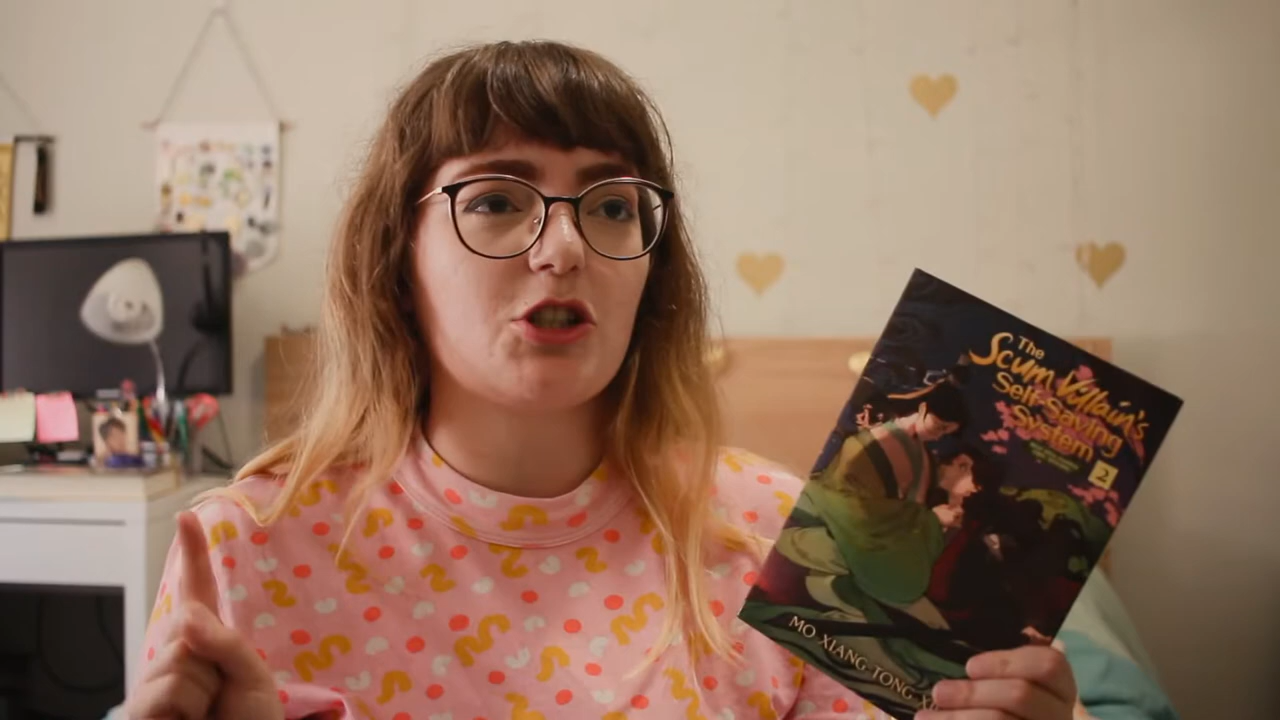 The
Scum Villain's
Self-Saving
System
2
MO XIANG TONG